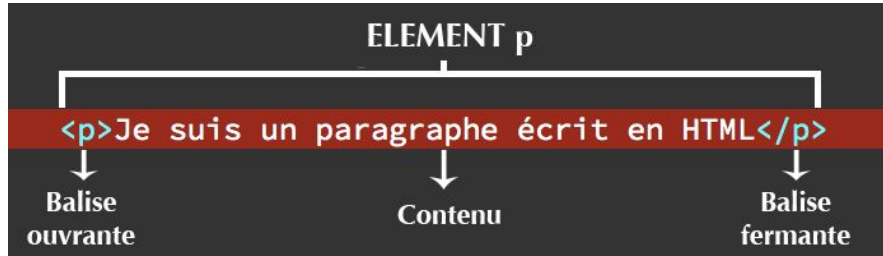 ELEMENT p
<p>Je suis un paragraphe écrit en HTML</p>
Balise ouvrante
Contenu
Balise fermante